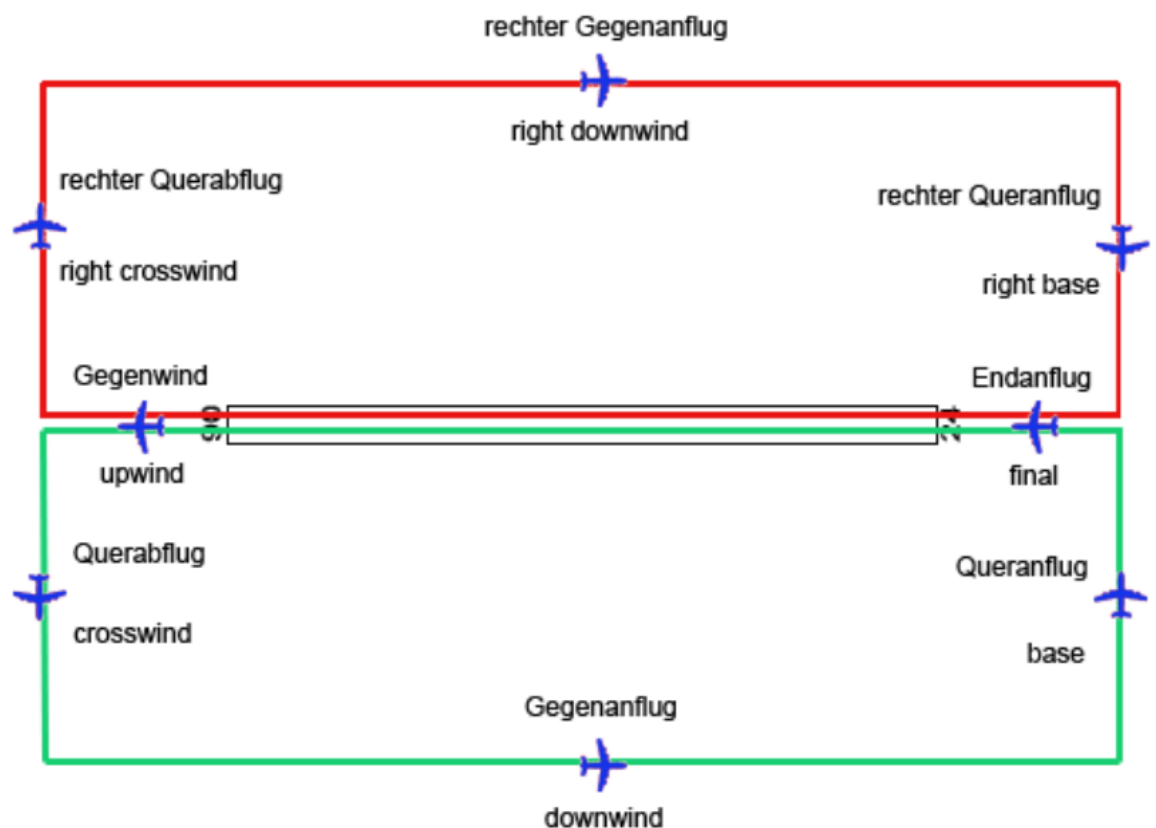 rechter Gegenanflug
right downwind
rechter Querabflug
rechter Queranflug
right crosswind
right base
Gegenwind
Endanflug
06
24
upwind
final
Querabflug
Queranflug
crosswind
base
Gegenanflug
downwind